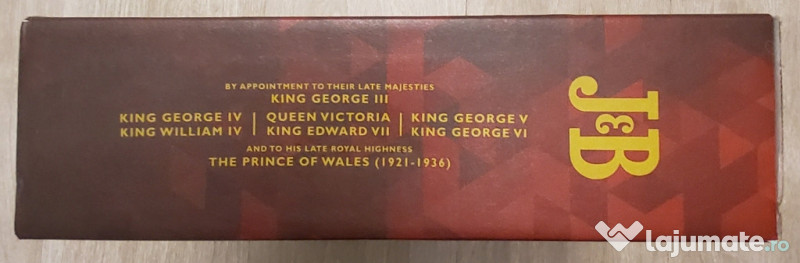 BY APPOINTMENT TO THEIR LATE MAJESTIES
KING GEORGE III
KING GEORGE IV | QUEEN VICTORIA | KING GEORGE V
KING WILLIAM IV | KING EDWARD VII | KING GEORGE VI
AND TO HIS LATE ROYAL HIGHNESS
THE PRINCE OF WALES (1921-1936)
J&B
lajumate.ro